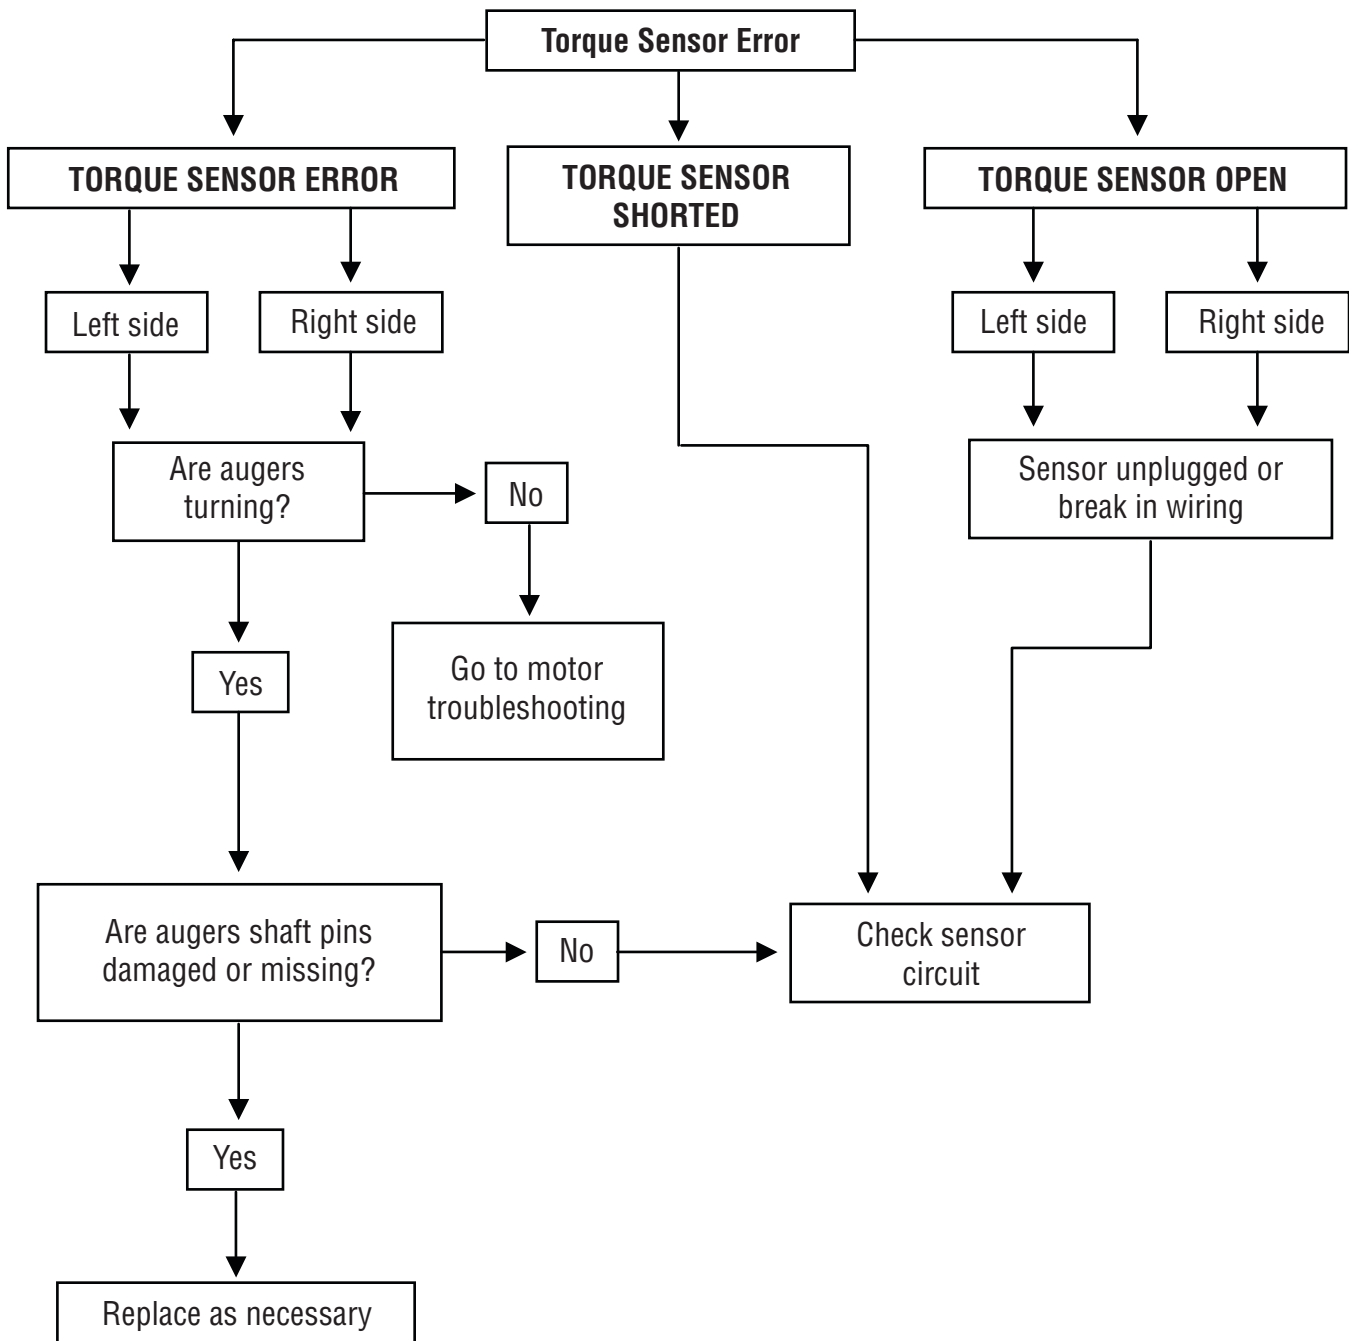 Torque Sensor Error
TORQUE SENSOR ERROR
TORQUE SENSOR
SHORTED
TORQUE SENSOR OPEN
Left side
Right side
Left side
Right side
Are augers
turning?
No
Sensor unplugged or
break in wiring
Yes
Go to motor
troubleshooting
Are augers shaft pins
damaged or missing?
No
Check sensor
circuit
Yes
Replace as necessary